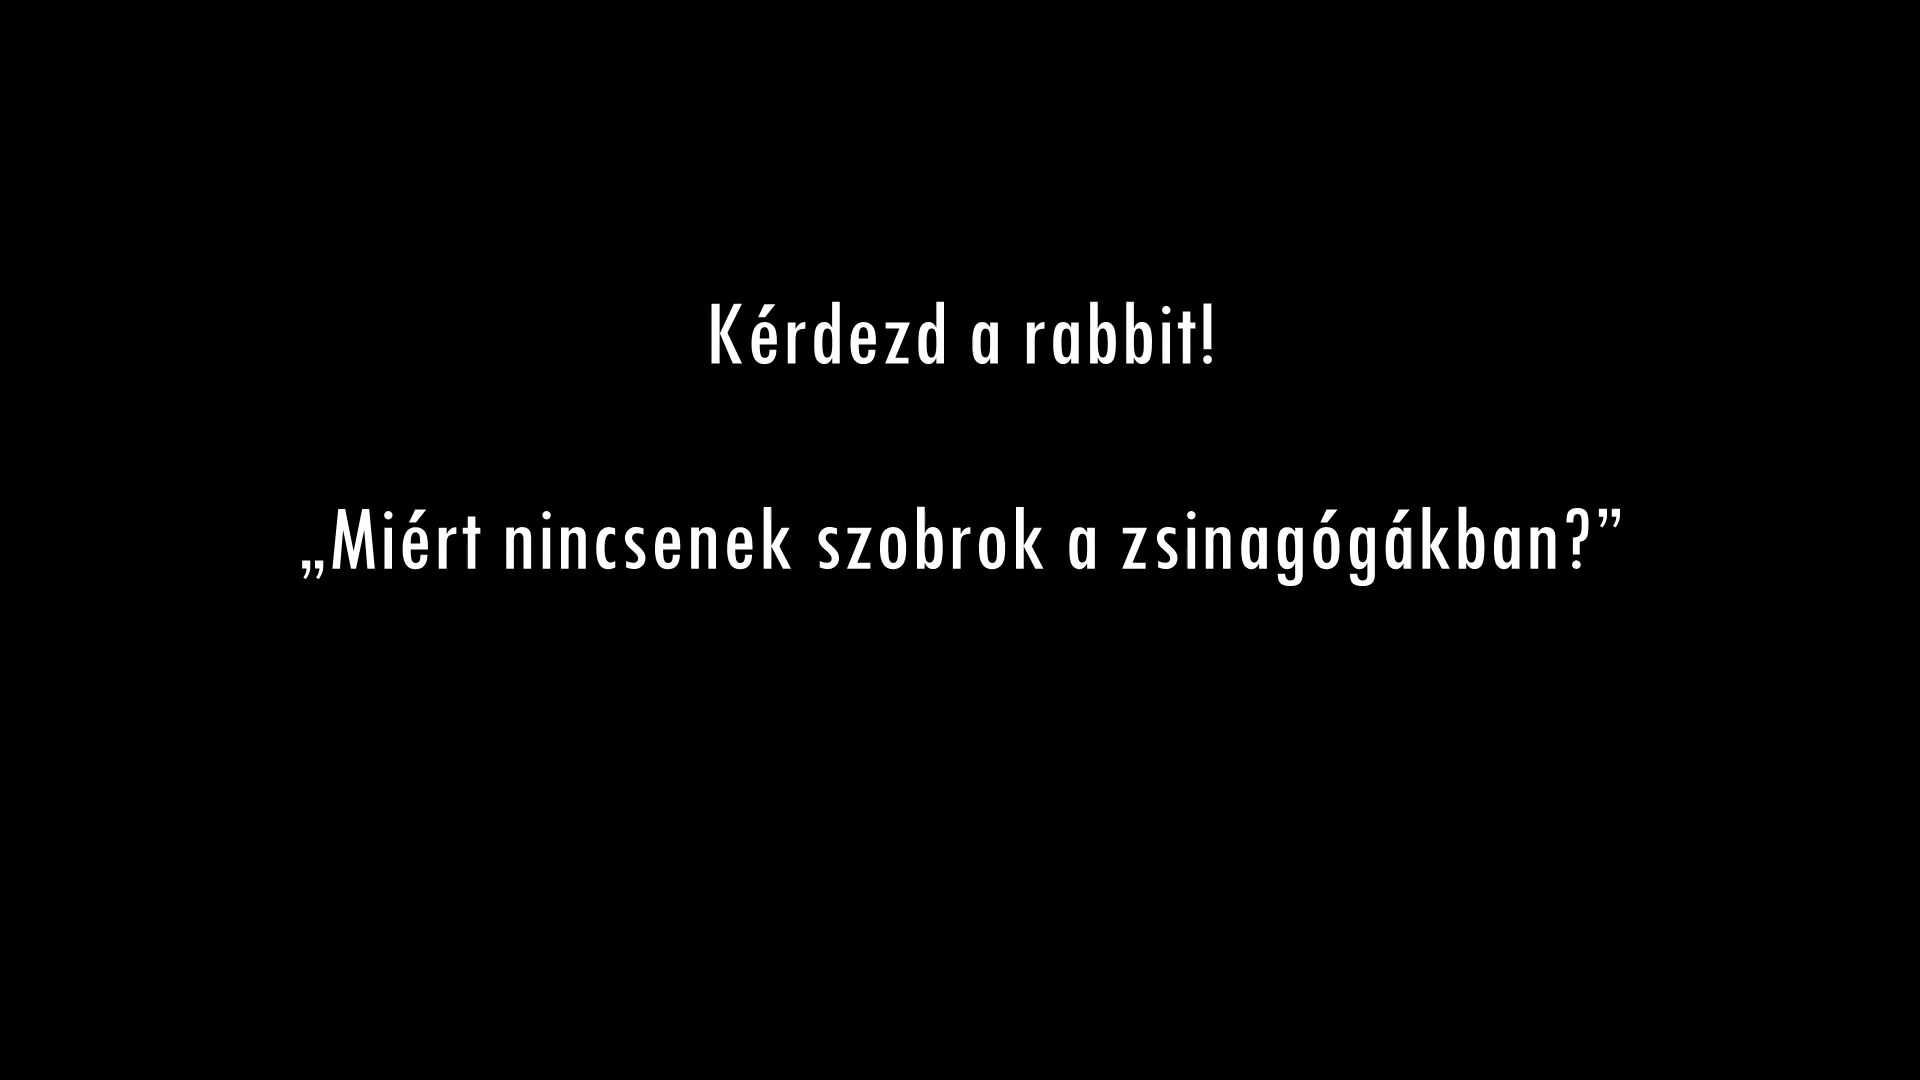 Kérdezd a rabbit!
„Miért nincsenek szobrok a zsinagógákban?”